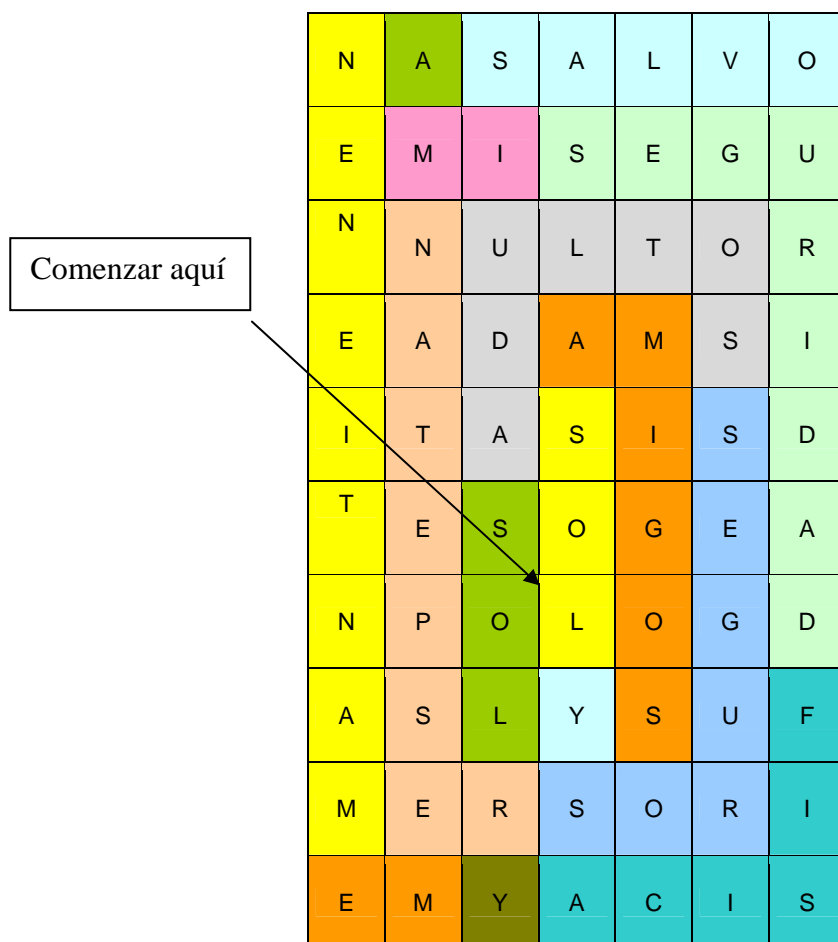 N A S A L V O
E M I S E G U
N N U L T O R
Comenzar aquí
E A D A M S I
I T A S I S D
T E S O G E A
N P O L O G D
A S L Y S U F
M E R S O R I
E M Y A C I S